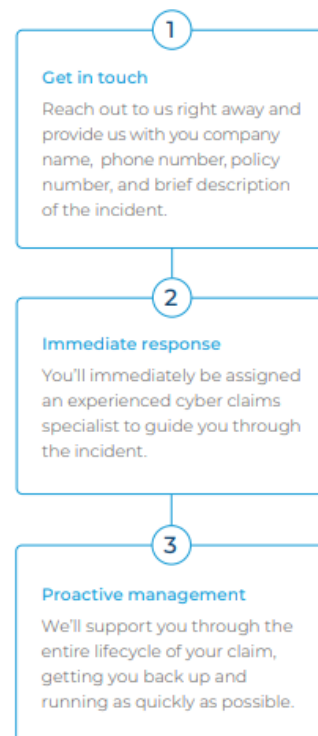 1
Get in touch
Reach out to us right away and
provide us with you company
name, phone number, policy
number, and brief description
of the incident.
2
Immediate response
You'll immediately be assigned
an experienced cyber claims
specialist to guide you through
the incident.
3
Proactive management
We'll support you through the
entire lifecycle of your claim,
getting you back up and
running as quickly as possible.